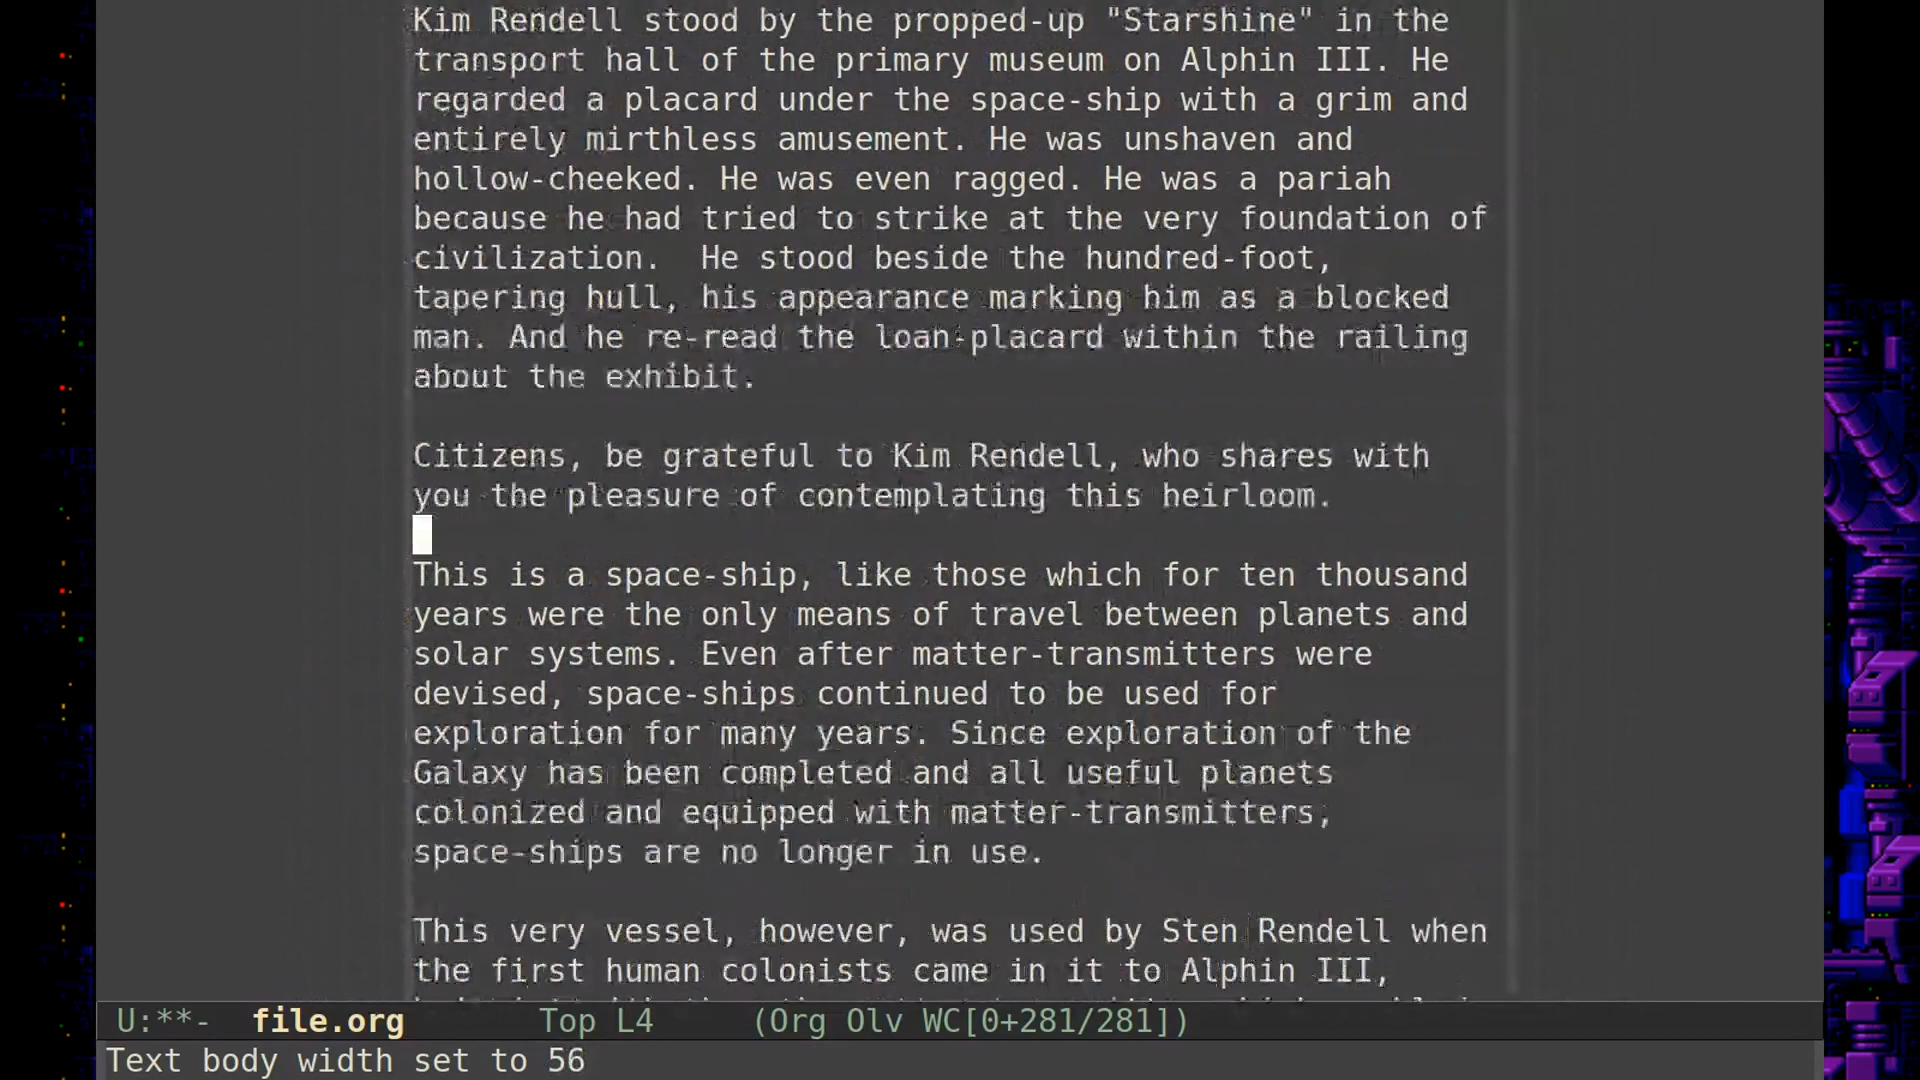 Kim Rendell stood by the propped-up "Starshine" in the
transport hall of the primary museum on Alphin III. He
regarded a placard under the space-ship with a grim and
entirely mirthless amusement. He was unshaven and
hollow-cheeked. He was even ragged. He was a pariah
because he had tried to strike at the very foundation of
civilization.  He stood beside the hundred-foot,
tapering hull, his appearance marking him as a blocked
man. And he re-read the loan-placard within the railing
about the exhibit.
Citizens, be grateful to Kim Rendell, who shares with
you the pleasure of contemplating this heirloom.
This is a space-ship, like those which for ten thousand
years were the only means of travel between planets and
solar systems. Even after matter-transmitters were
devised, space-ships continued to be used for
exploration for many years. Since exploration of the
Galaxy has been completed and all useful planets
colonized and equipped with matter-transmitters,
space-ships are no longer in use.
This very vessel, however, was used by Sten Rendell when
the first human colonists came in it to Alphin III,
U:**-  file.org       Top L4     (Org Olv WC[0+281/281])
Text body width set to 56